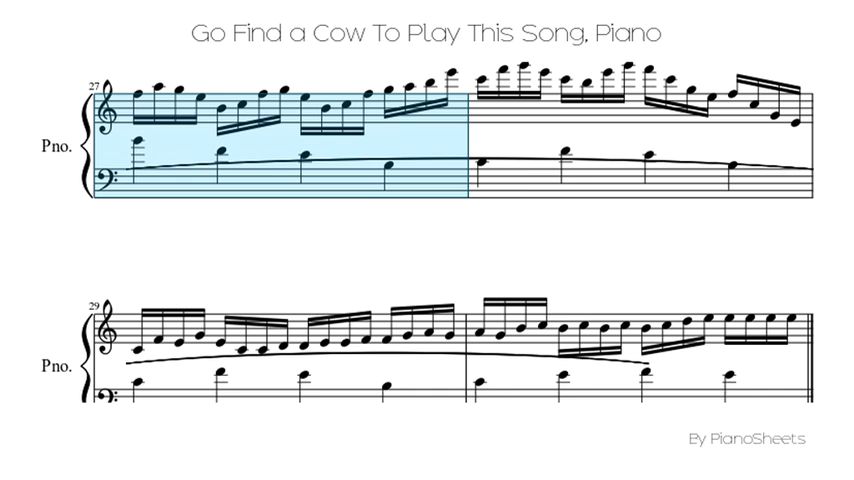 Go Find a Cow To Play This Song, Piano
27
Pno.
29
Pno.
By PianoSheets